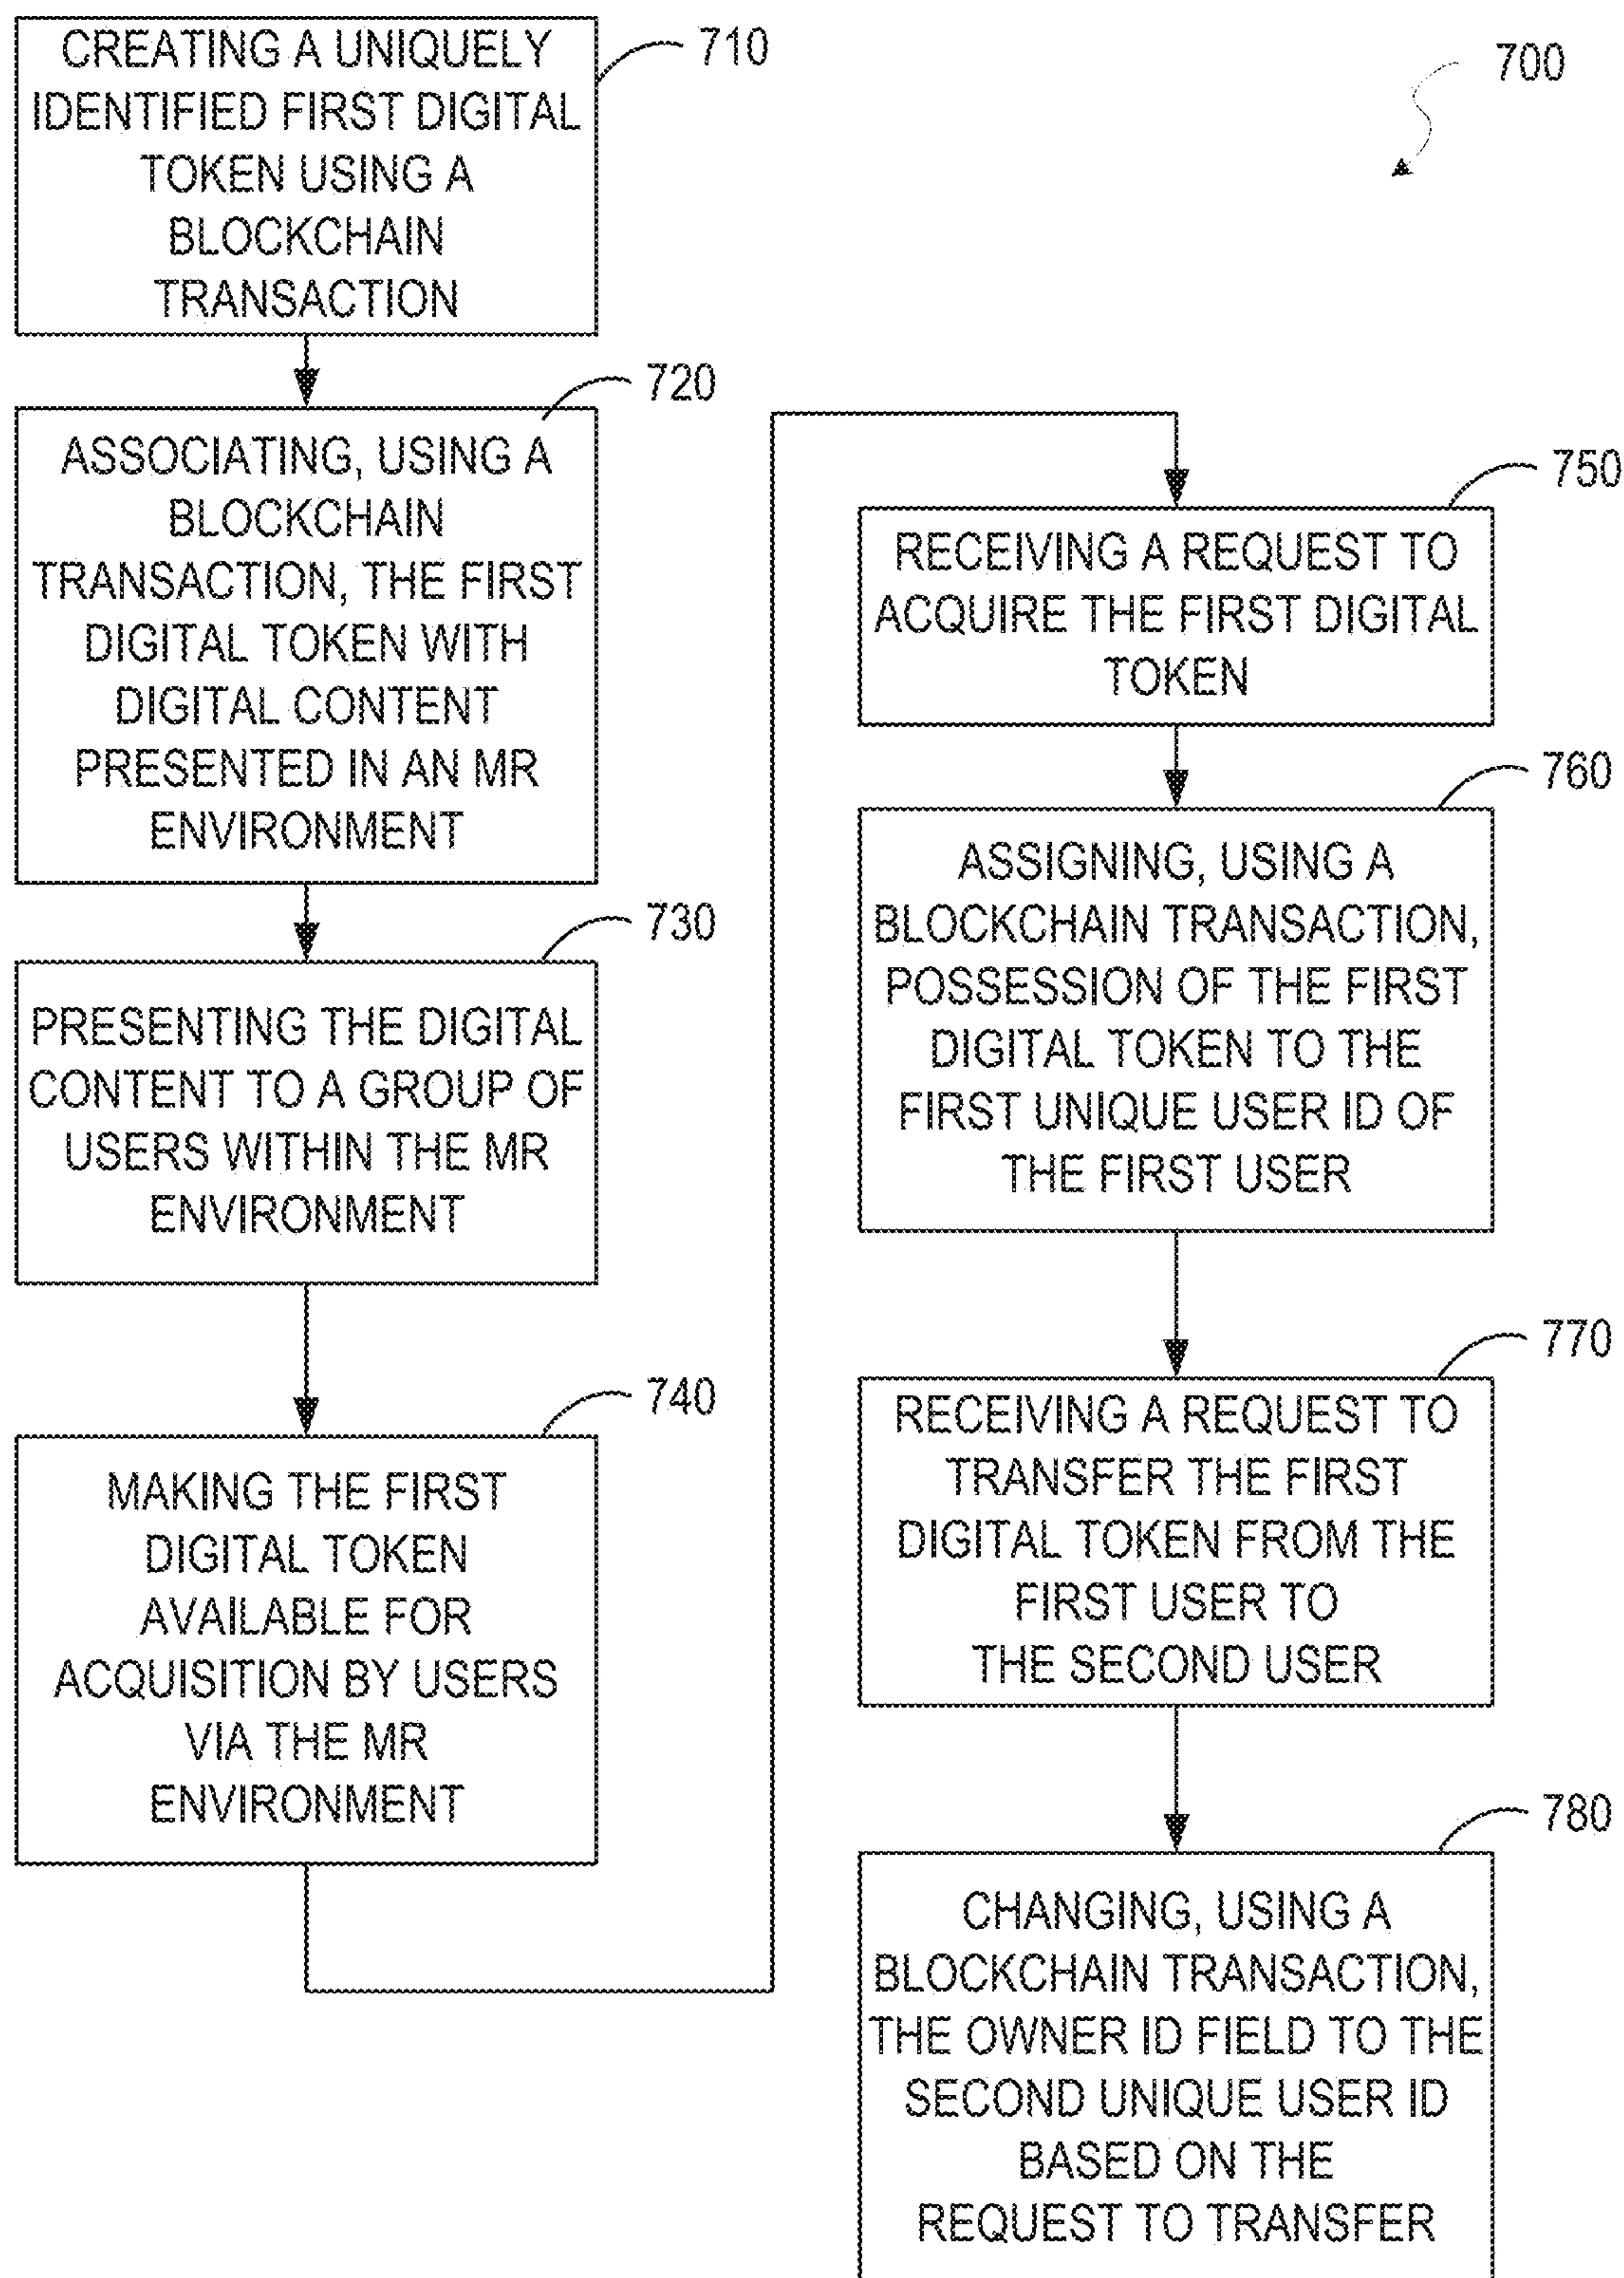 CREATING A UNIQUELY
IDENTIFIED FIRST DIGITAL
TOKEN USING A
BLOCKCHAIN
TRANSACTION
710
700
ASSOCIATING, USING A
BLOCKCHAIN
TRANSACTION, THE FIRST
DIGITAL TOKEN WITH
DIGITAL CONTENT
PRESENTED IN AN MR
ENVIRONMENT
720
PRESENTING THE DIGITAL
CONTENT TO A GROUP OF
USERS WITHIN THE MR
ENVIRONMENT
730
MAKING THE FIRST
DIGITAL TOKEN
AVAILABLE FOR
ACQUISITION BY USERS
VIA THE MR
ENVIRONMENT
740
RECEIVING A REQUEST TO
ACQUIRE THE FIRST DIGITAL
TOKEN
750
ASSIGNING, USING A
BLOCKCHAIN TRANSACTION,
POSSESSION OF THE FIRST
DIGITAL TOKEN TO THE
FIRST UNIQUE USER ID OF
THE FIRST USER
760
RECEIVING A REQUEST TO
TRANSFER THE FIRST
DIGITAL TOKEN FROM THE
FIRST USER TO
THE SECOND USER
770
CHANGING, USING A
BLOCKCHAIN TRANSACTION,
THE OWNER ID FIELD TO THE
SECOND UNIQUE USER ID
BASED ON THE
REQUEST TO TRANSFER
780